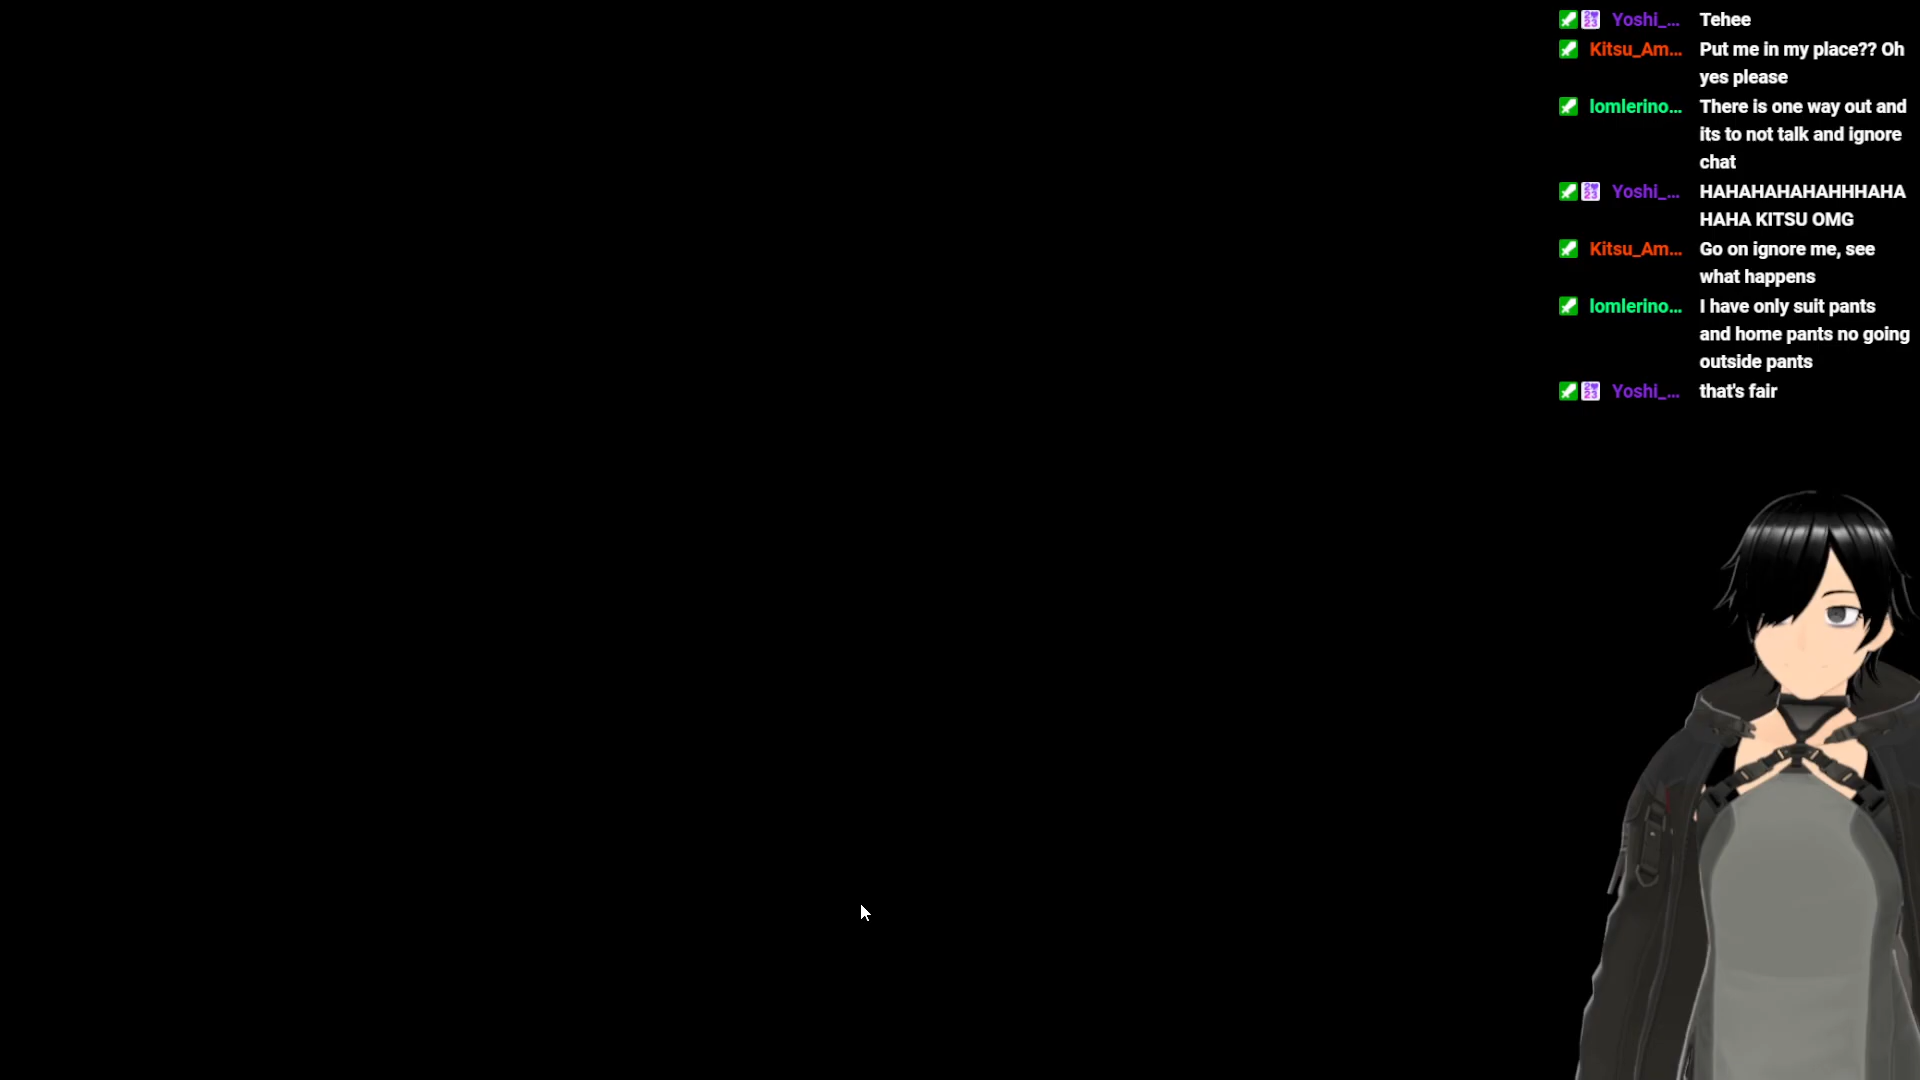 Yoshi_... Tehee
Kitsu_Am... Put me in my place?? Oh
yes please
lomlerino... There is one way out and
its to not talk and ignore
chat
Yoshi_... HAHAHAHAHAHHHAHA
HAHA KITSU OMG
Kitsu_Am... Go on ignore me, see
what happens
lomlerino... I have only suit pants
and home pants no going
outside pants
Yoshi_... that's fair